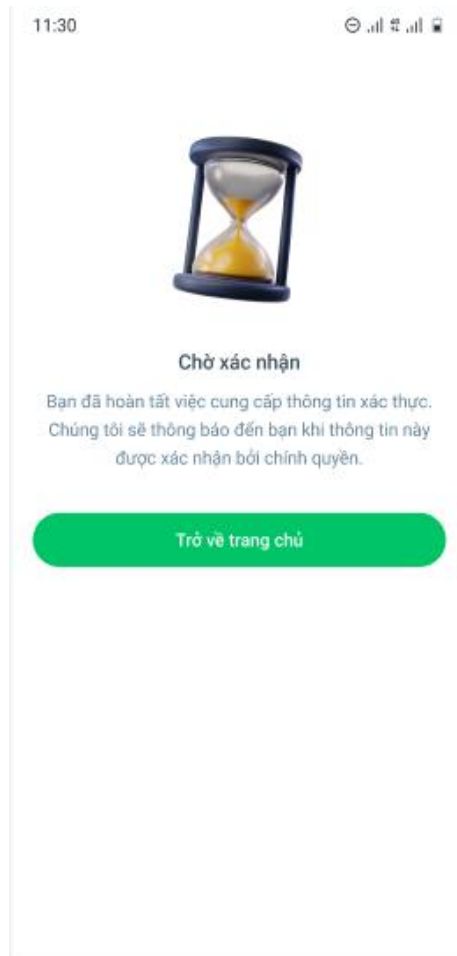 11:30
Chờ xác nhận
Bạn đã hoàn tất việc cung cấp thông tin xác thực.
Chúng tôi sẽ thông báo đến bạn khi thông tin này
được xác nhận bởi chính quyền.
Trở về trang chủ